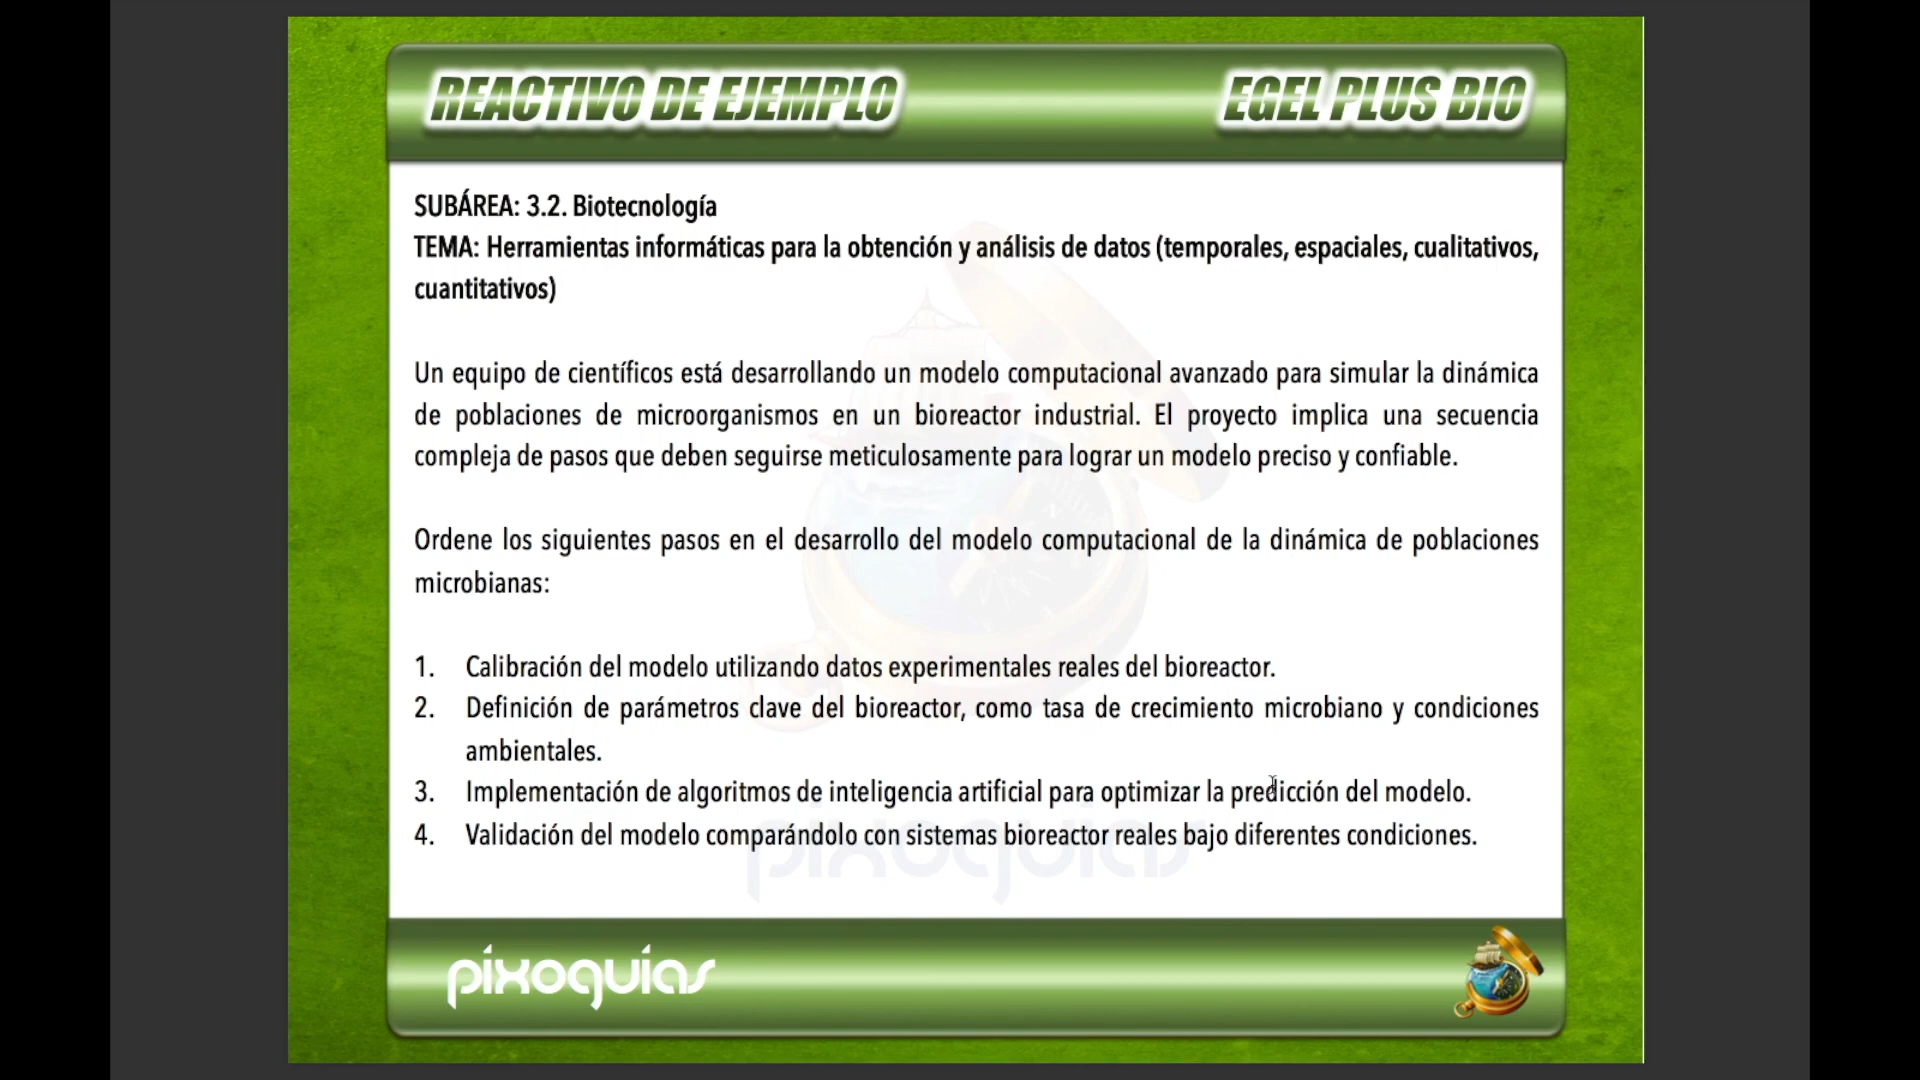 REACTIVO DE EJEMPLO
EGEL PLUS BIO
SUBÁREA: 3.2. Biotecnología
TEMA: Herramientas informáticas para la obtención y análisis de datos (temporales, espaciales, cualitativos,
cuantitativos)
Un equipo de científicos está desarrollando un modelo computacional avanzado para simular la dinámica
de poblaciones de microorganismos en un bioreactor industrial. El proyecto implica una secuencia
compleja de pasos que deben seguirse meticulosamente para lograr un modelo preciso y confiable.
Ordene los siguientes pasos en el desarrollo del modelo computacional de la dinámica de poblaciones
microbianas:
1. Calibración del modelo utilizando datos experimentales reales del bioreactor.
2. Definición de parámetros clave del bioreactor, como tasa de crecimiento microbiano y condiciones
ambientales.
3. Implementación de algoritmos de inteligencia artificial para optimizar la predicción del modelo.
4. Validación del modelo comparándolo con sistemas bioreactor reales bajo diferentes condiciones.
pixoguias
pixoguias